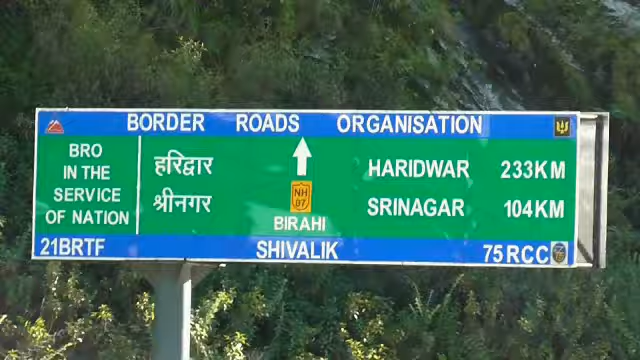 BORDER ROADS ORGANISATION
BRO
IN THE
SERVICE
OF NATION
हरिद्वार
श्रीनगर
NH
07
BIRAHI
HARIDWAR 233KM
SRINAGAR 104KM
21BRTF SHIVALIK 75RCC